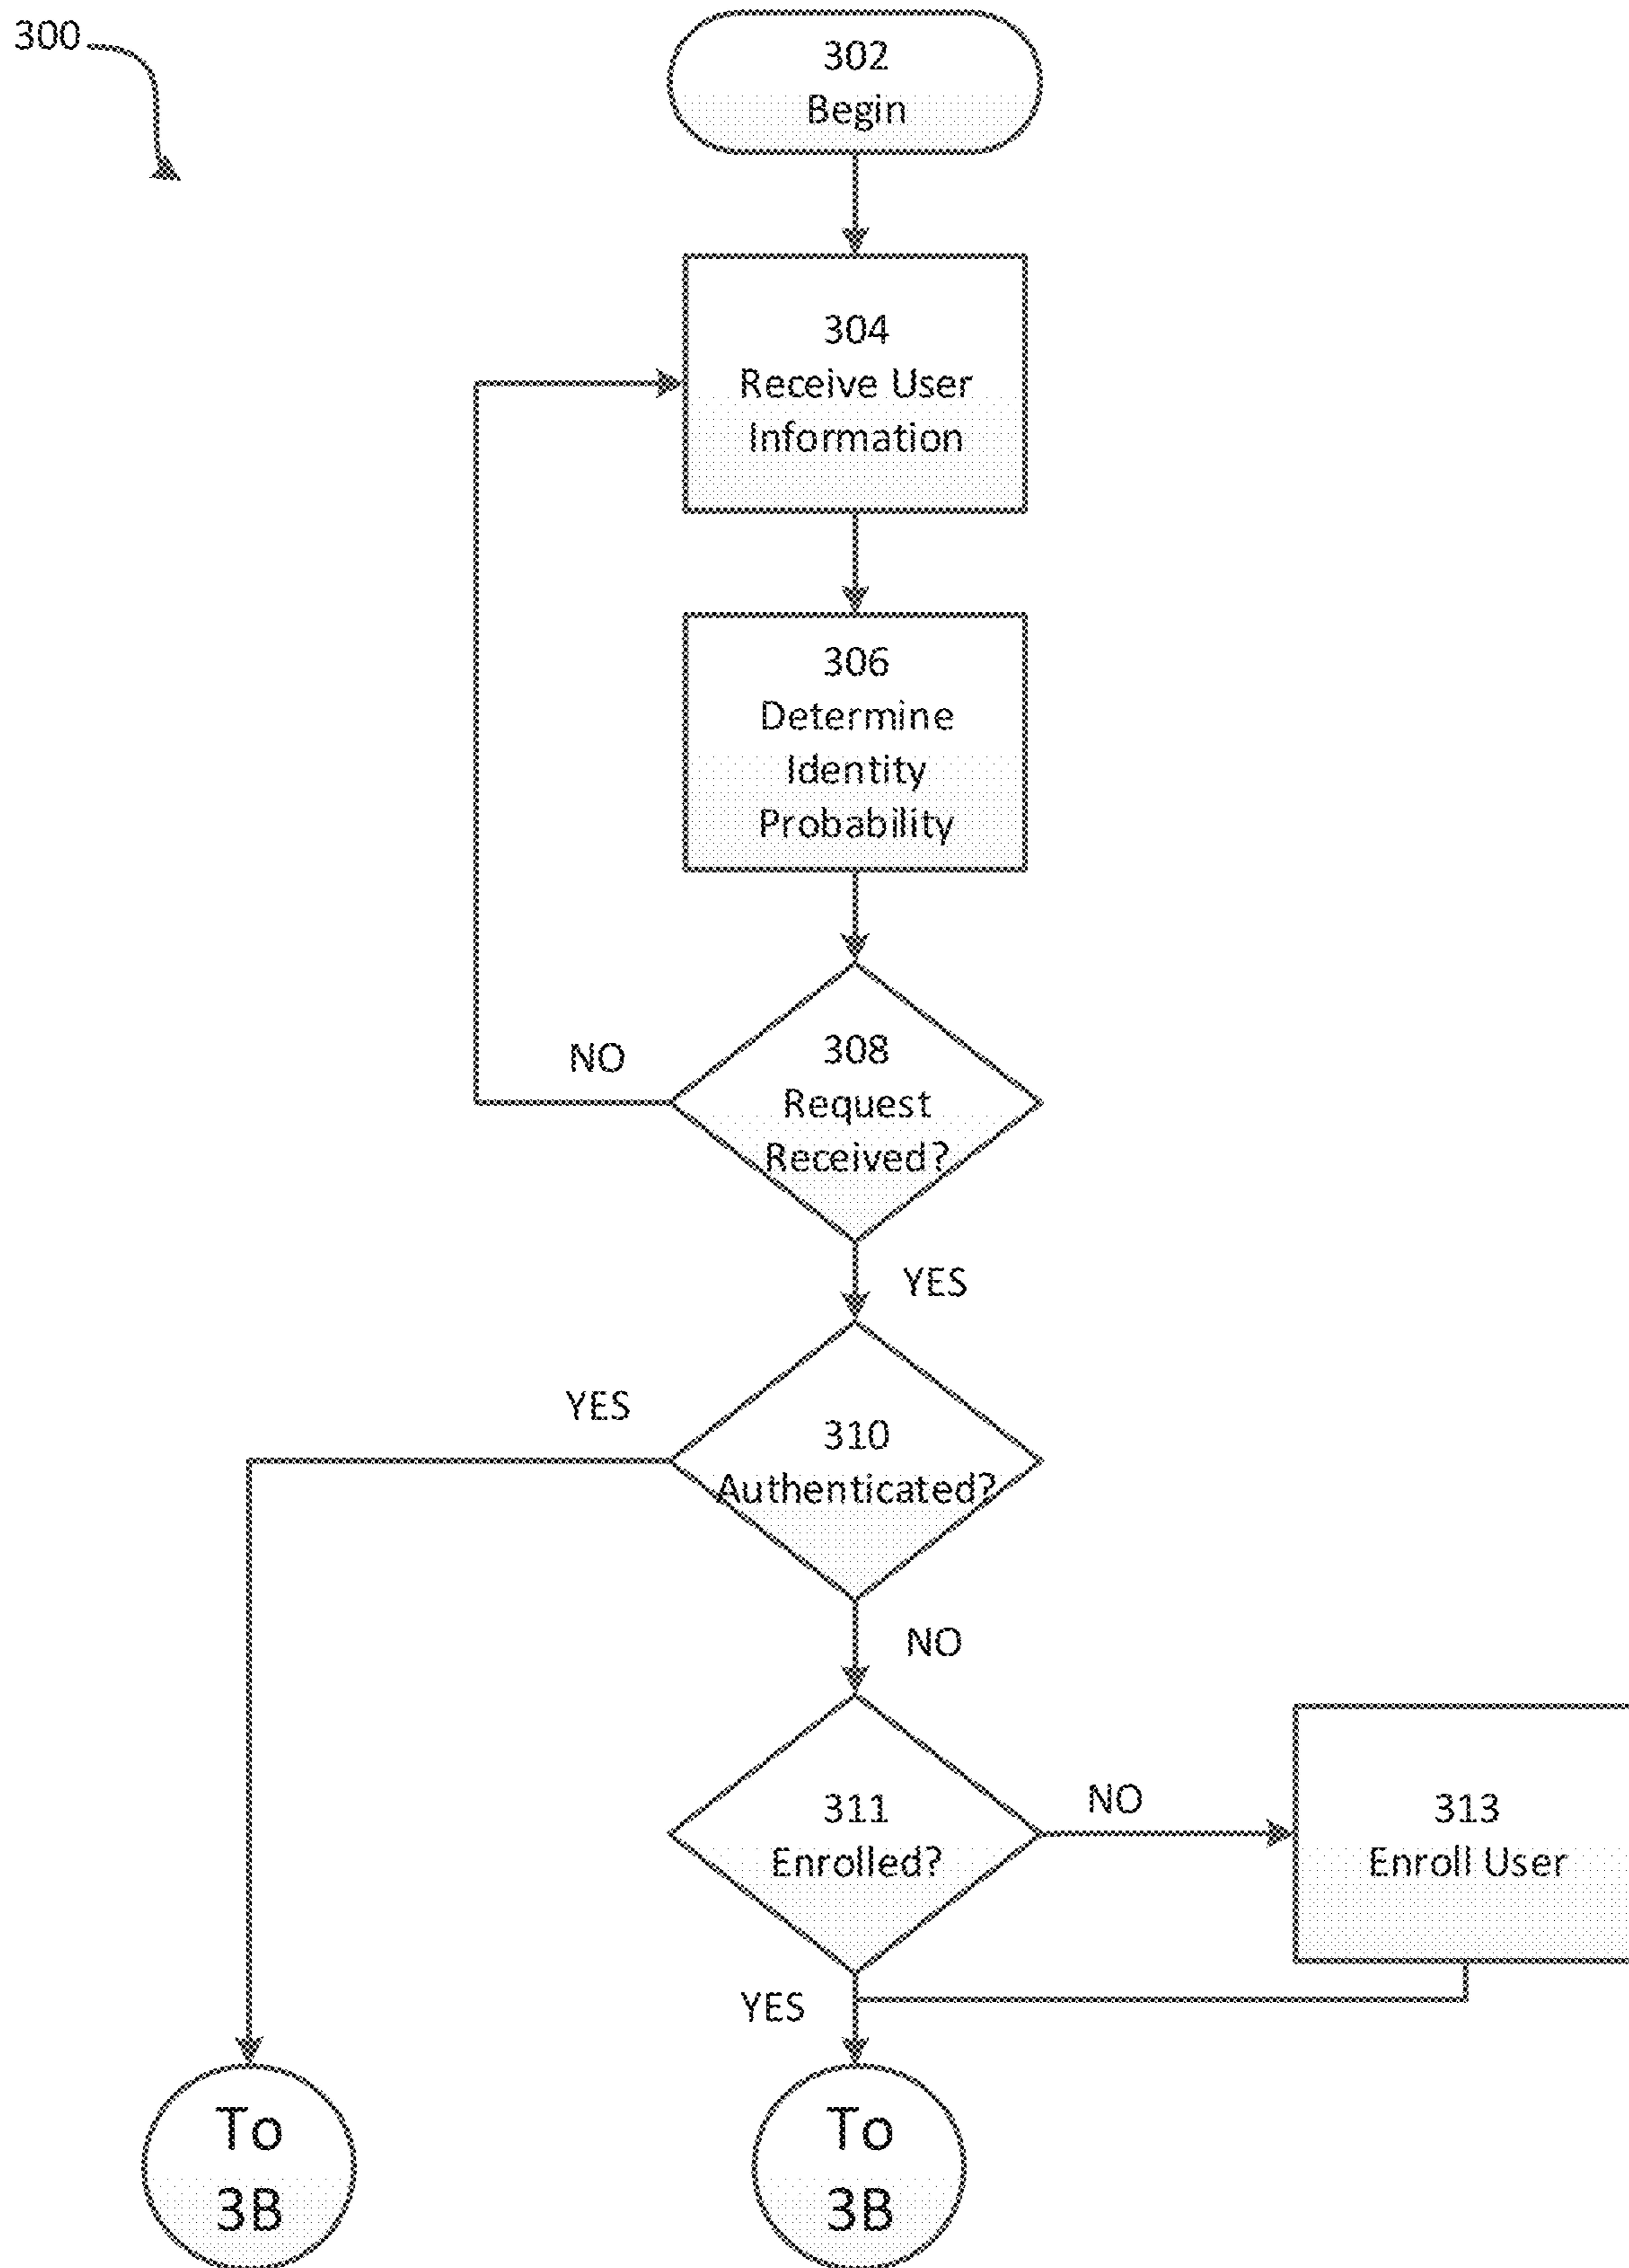 300
302
Begin
304
Receive User
Information
306
Determine
Identity
Probability
NO
308
Request
Received?
YES
YES
310
Authenticated?
NO
311
Enrolled?
NO
313
Enroll User
YES
To
3B
To
3B